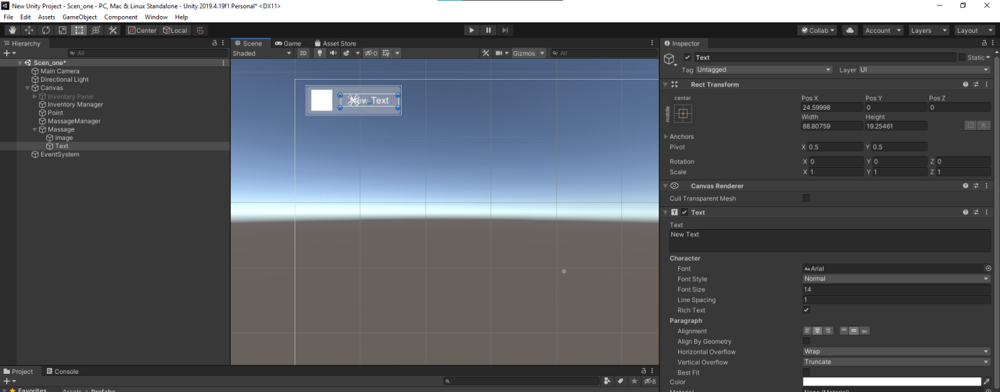 New Unity Project - Scen_one - PC, Mac & Linux Standalone - Unity 2019.4.19f1 Personal* <DX11>
File Edit Assets GameObject Component Window Help
Center Local Collab Account Layers Layout
Hierarchy
All
Scen_one*
Main Camera
Directional Light
Canvas
Inventory Panel
Inventory Manager
Point
MassageManager
Massage
Image
Text
EventSystem
Scene Game Asset Store
Shaded 2D 0 Gizmos All
New Text
Inspector
Text Static
Tag Untagged Layer UI
Rect Transform
center Pos X Pos Y Pos Z
middle 24.59998 0 0
Width Height
88.80759 19.25461 R
Anchors
Pivot X 0.5 Y 0.5
Rotation X 0 Y 0 Z 0
Scale X 1 Y 1 Z 1
Canvas Renderer
Cull Transparent Mesh
Text
Text
New Text
Character
Font Arial
Font Style Normal
Font Size 14
Line Spacing 1
Rich Text
Paragraph
Alignment
Align By Geometry
Horizontal Overflow Wrap
Vertical Overflow Truncate
Best Fit
Color
Material None (Material)
Project Console
8
Favorites Assets > Prefabs